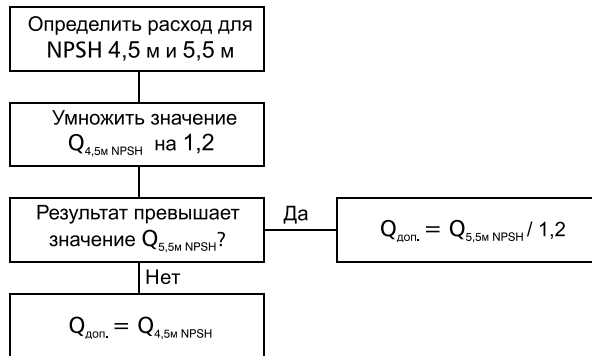 Определить расход для
NPSH 4,5 м и 5,5 м
Умножить значение
Q4,5м NPSH на 1,2
Результат превышает
значение Q5,5м NPSH?
Да
Qдоп. = Q5,5м NPSH / 1,2
Нет
Qдоп. = Q4,5м NPSH